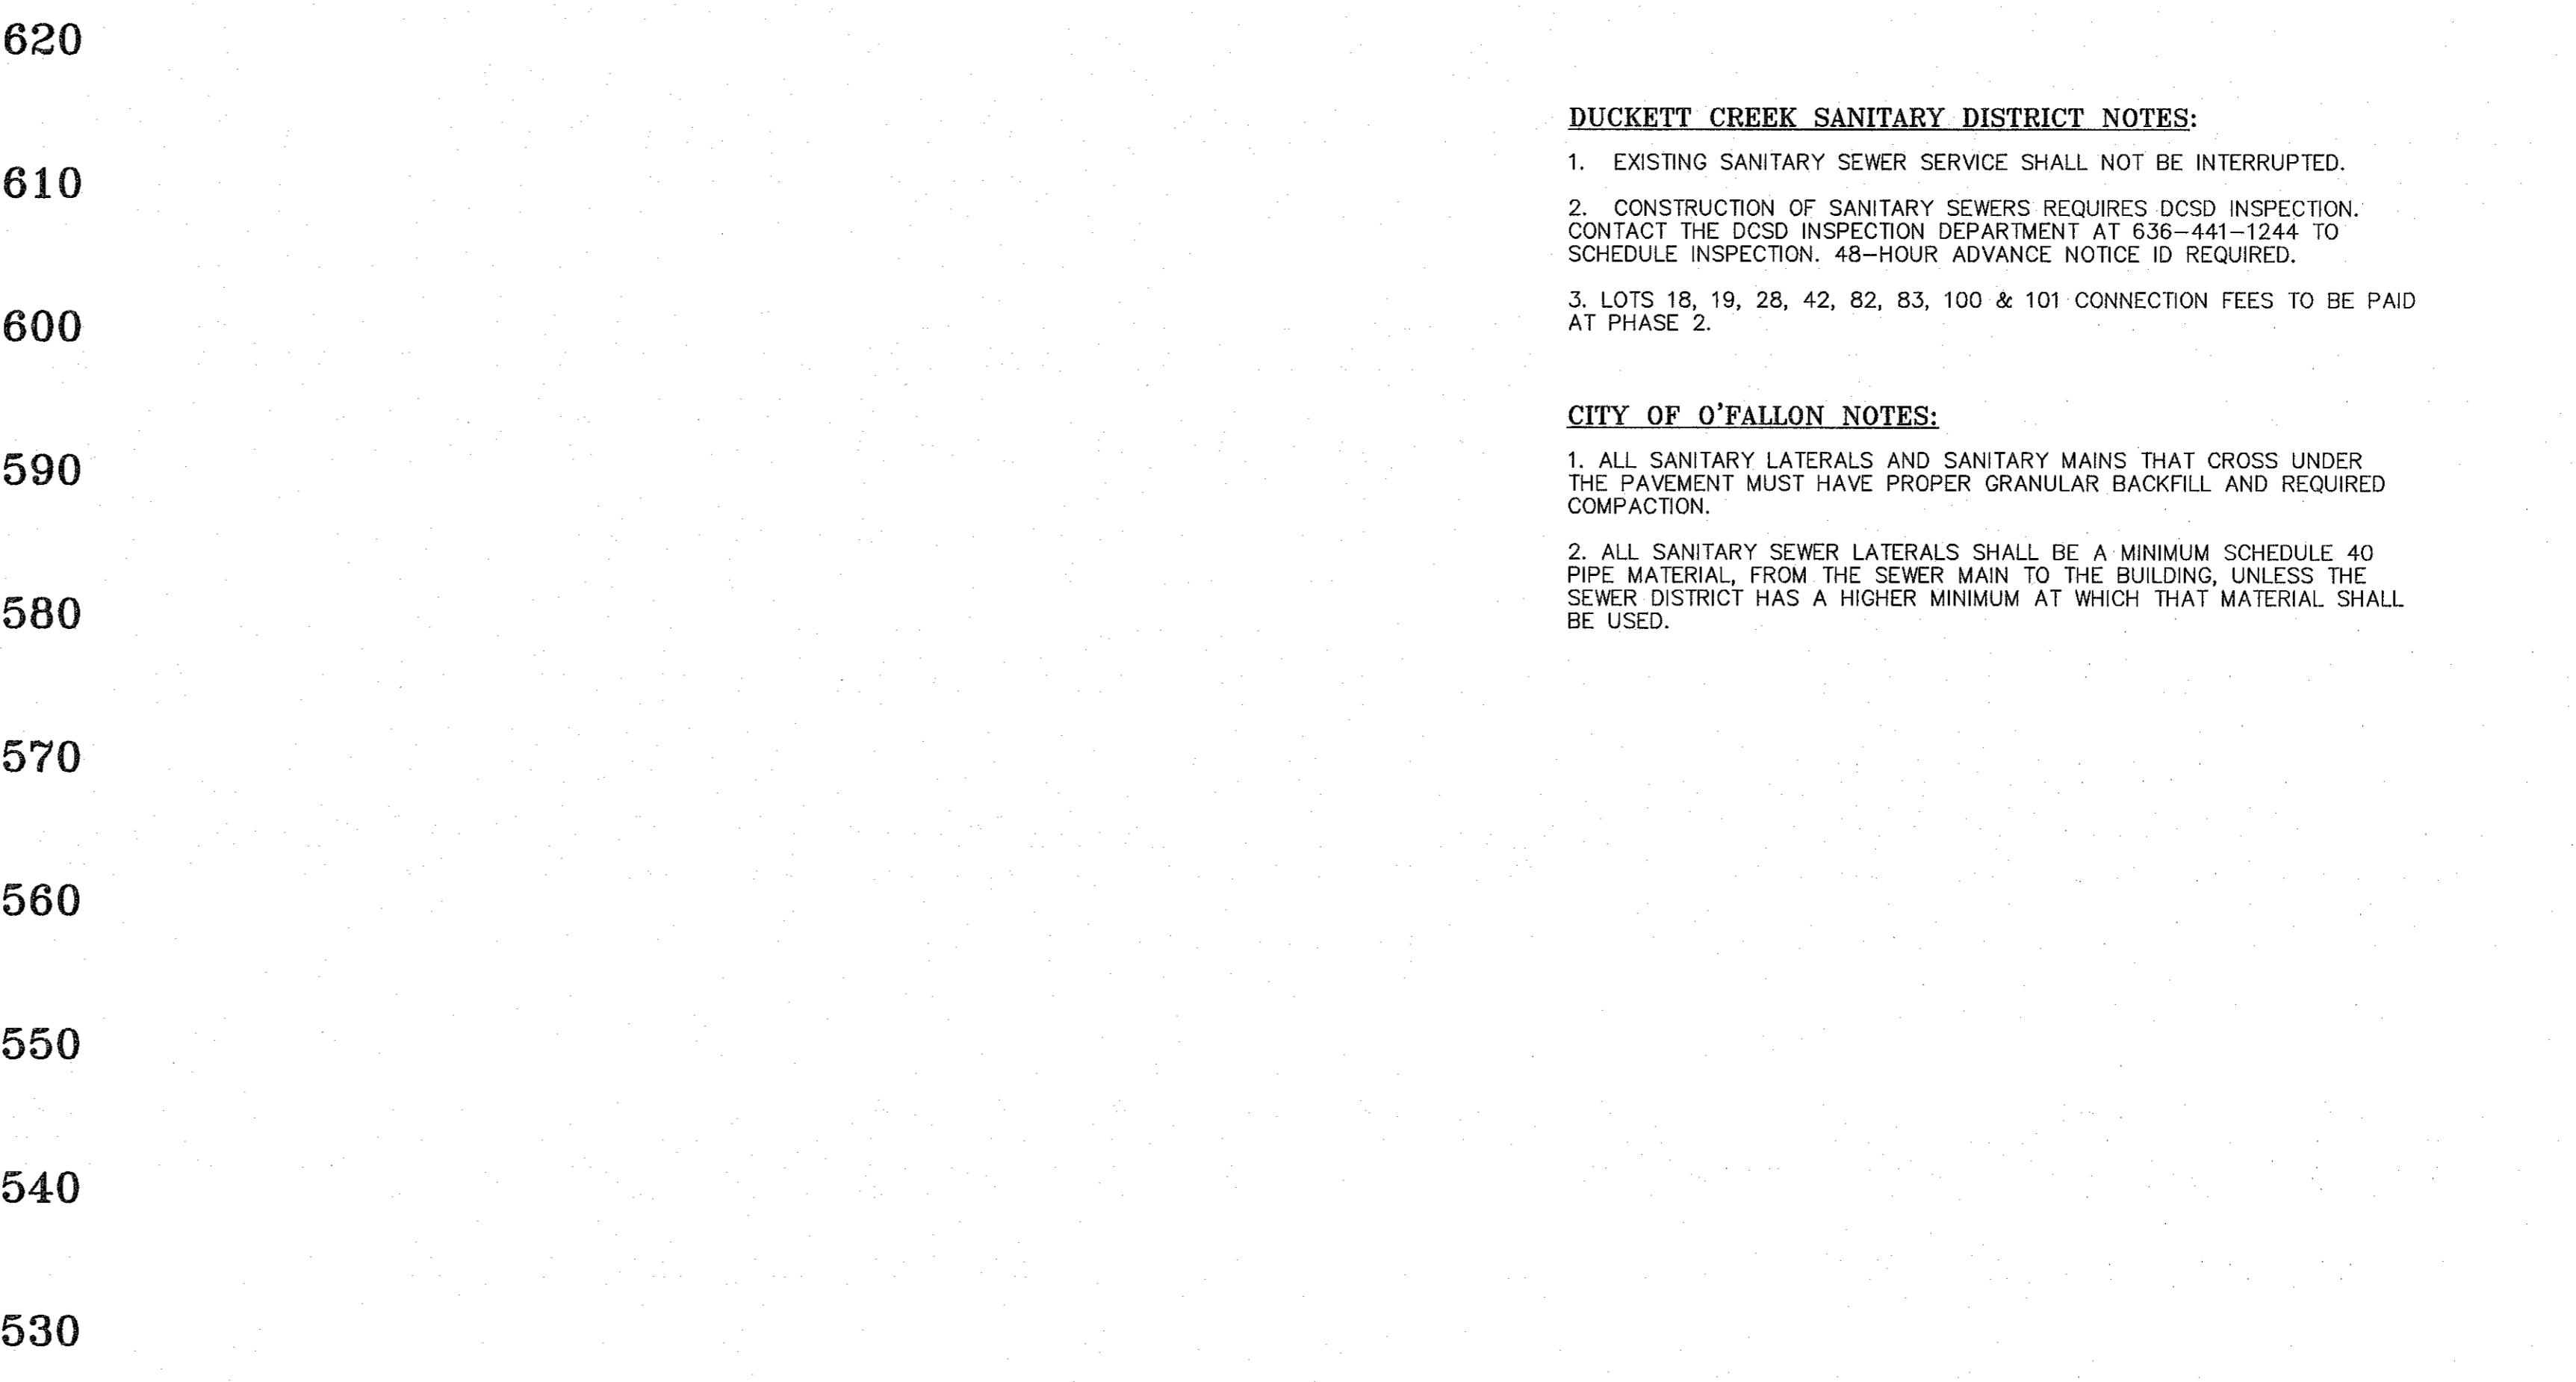 620
610
600
590
580
570
560
550
540
530
DUCKETT CREEK SANITARY DISTRICT NOTES:
1. EXISTING SANITARY SEWER SERVICE SHALL NOT BE INTERRUPTED.
2. CONSTRUCTION OF SANITARY SEWERS REQUIRES DCSD INSPECTION.
CONTACT THE DCSD INSPECTION DEPARTMENT AT 636-441-1244 TO
SCHEDULE INSPECTION. 48-HOUR ADVANCE NOTICE ID REQUIRED.
3. LOTS 18, 19, 28, 42, 82, 83, 100 & 101 CONNECTION FEES TO BE PAID
AT PHASE 2.
CITY OF O'FALLON NOTES:
1. ALL SANITARY LATERALS AND SANITARY MAINS THAT CROSS UNDER
THE PAVEMENT MUST HAVE PROPER GRANULAR BACKFILL AND REQUIRED
COMPACTION.
2. ALL SANITARY SEWER LATERALS SHALL BE A MINIMUM SCHEDULE 40
PIPE MATERIAL, FROM THE SEWER MAIN TO THE BUILDING, UNLESS THE
SEWER DISTRICT HAS A HIGHER MINIMUM AT WHICH THAT MATERIAL SHALL
BE USED.